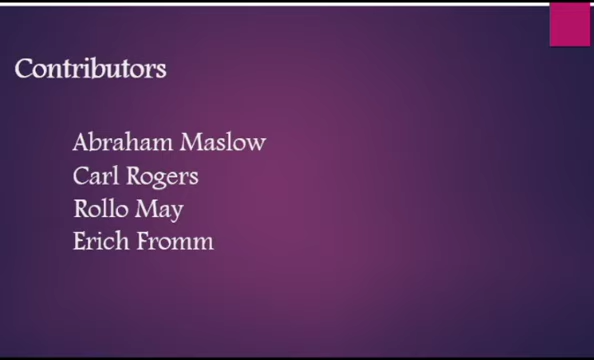 Contributors
Abraham Maslow
Carl Rogers
Rollo May
Erich Fromm